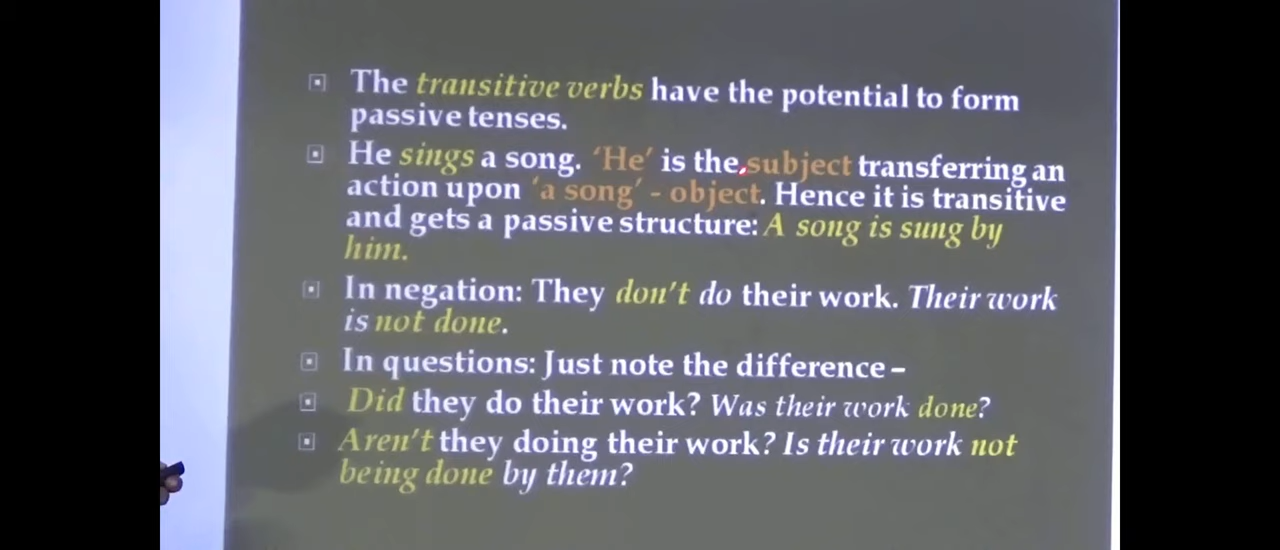 The transitive verbs have the potential to form
passive tenses.
He sings a song. ‘He’ is the subject transferring an
action upon ‘a song’ - object. Hence it is transitive
and gets a passive structure: A song is sung by
him.
In negation: They don’t do their work. Their work
is not done.
In questions: Just note the difference –
Did they do their work? Was their work done?
Aren’t they doing their work? Is their work not
being done by them?